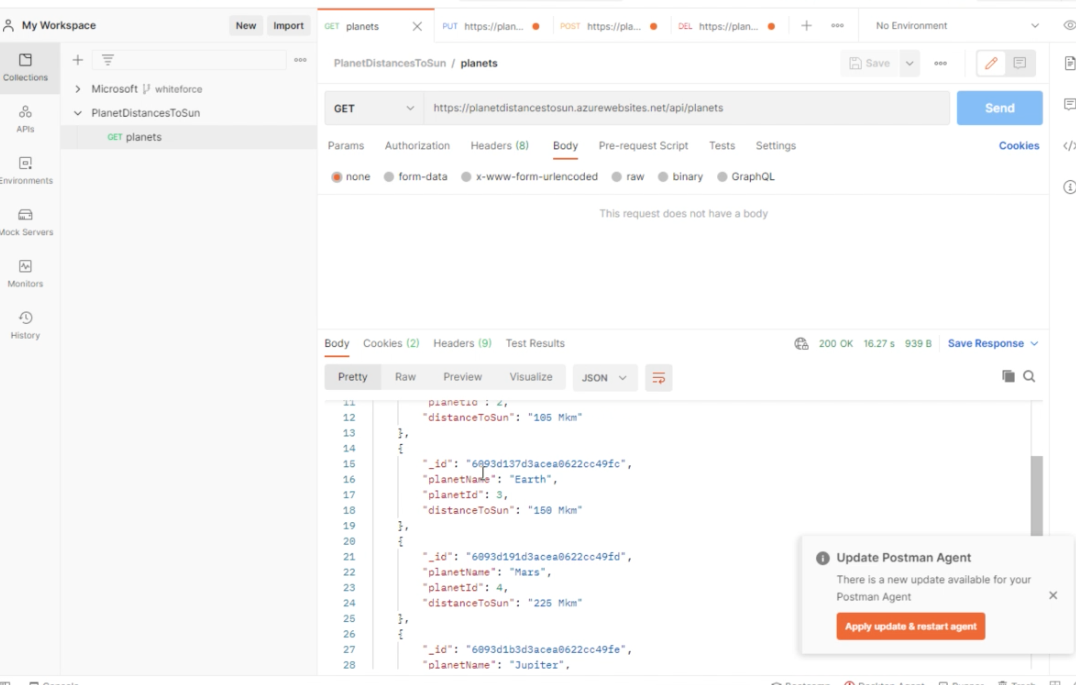 My Workspace
New
Import
GET planets
PUT https://plan...
POST https://pla...
DEL https://plan...
No Environment
Collections
APIs
Environments
Mock Servers
Monitors
History
Microsoft whiteforce
PlanetDistancesToSun
GET planets
PlanetDistancesToSun / planets
Save
GET
https://planetdistancestosun.azurewebsites.net/api/planets
Send
Params Authorization Headers (8) Body Pre-request Script Tests Settings Cookies
none form-data x-www-form-urlencoded raw binary GraphQL
This request does not have a body
Body Cookies (2) Headers (9) Test Results
200 OK 16.27 s 939 B Save Response
Pretty Raw Preview Visualize JSON
11 "planetId": 2,
12 "distanceToSun": "105 Mkm"
13 },
14 {
15 "_id": "6093d137d3acea0622cc49fc",
16 "planetName": "Earth",
17 "planetId": 3,
18 "distanceToSun": "150 Mkm"
19 },
20 {
21 "_id": "6093d191d3acea0622cc49fd",
22 "planetName": "Mars",
23 "planetId": 4,
24 "distanceToSun": "225 Mkm"
25 },
26 {
27 "_id": "6093d1b3d3acea0622cc49fe",
28 "planetName": "Jupiter",
Update Postman Agent
There is a new update available for your
Postman Agent
Apply update & restart agent
Console
Bootcamp Desktop Agent Runner Trash